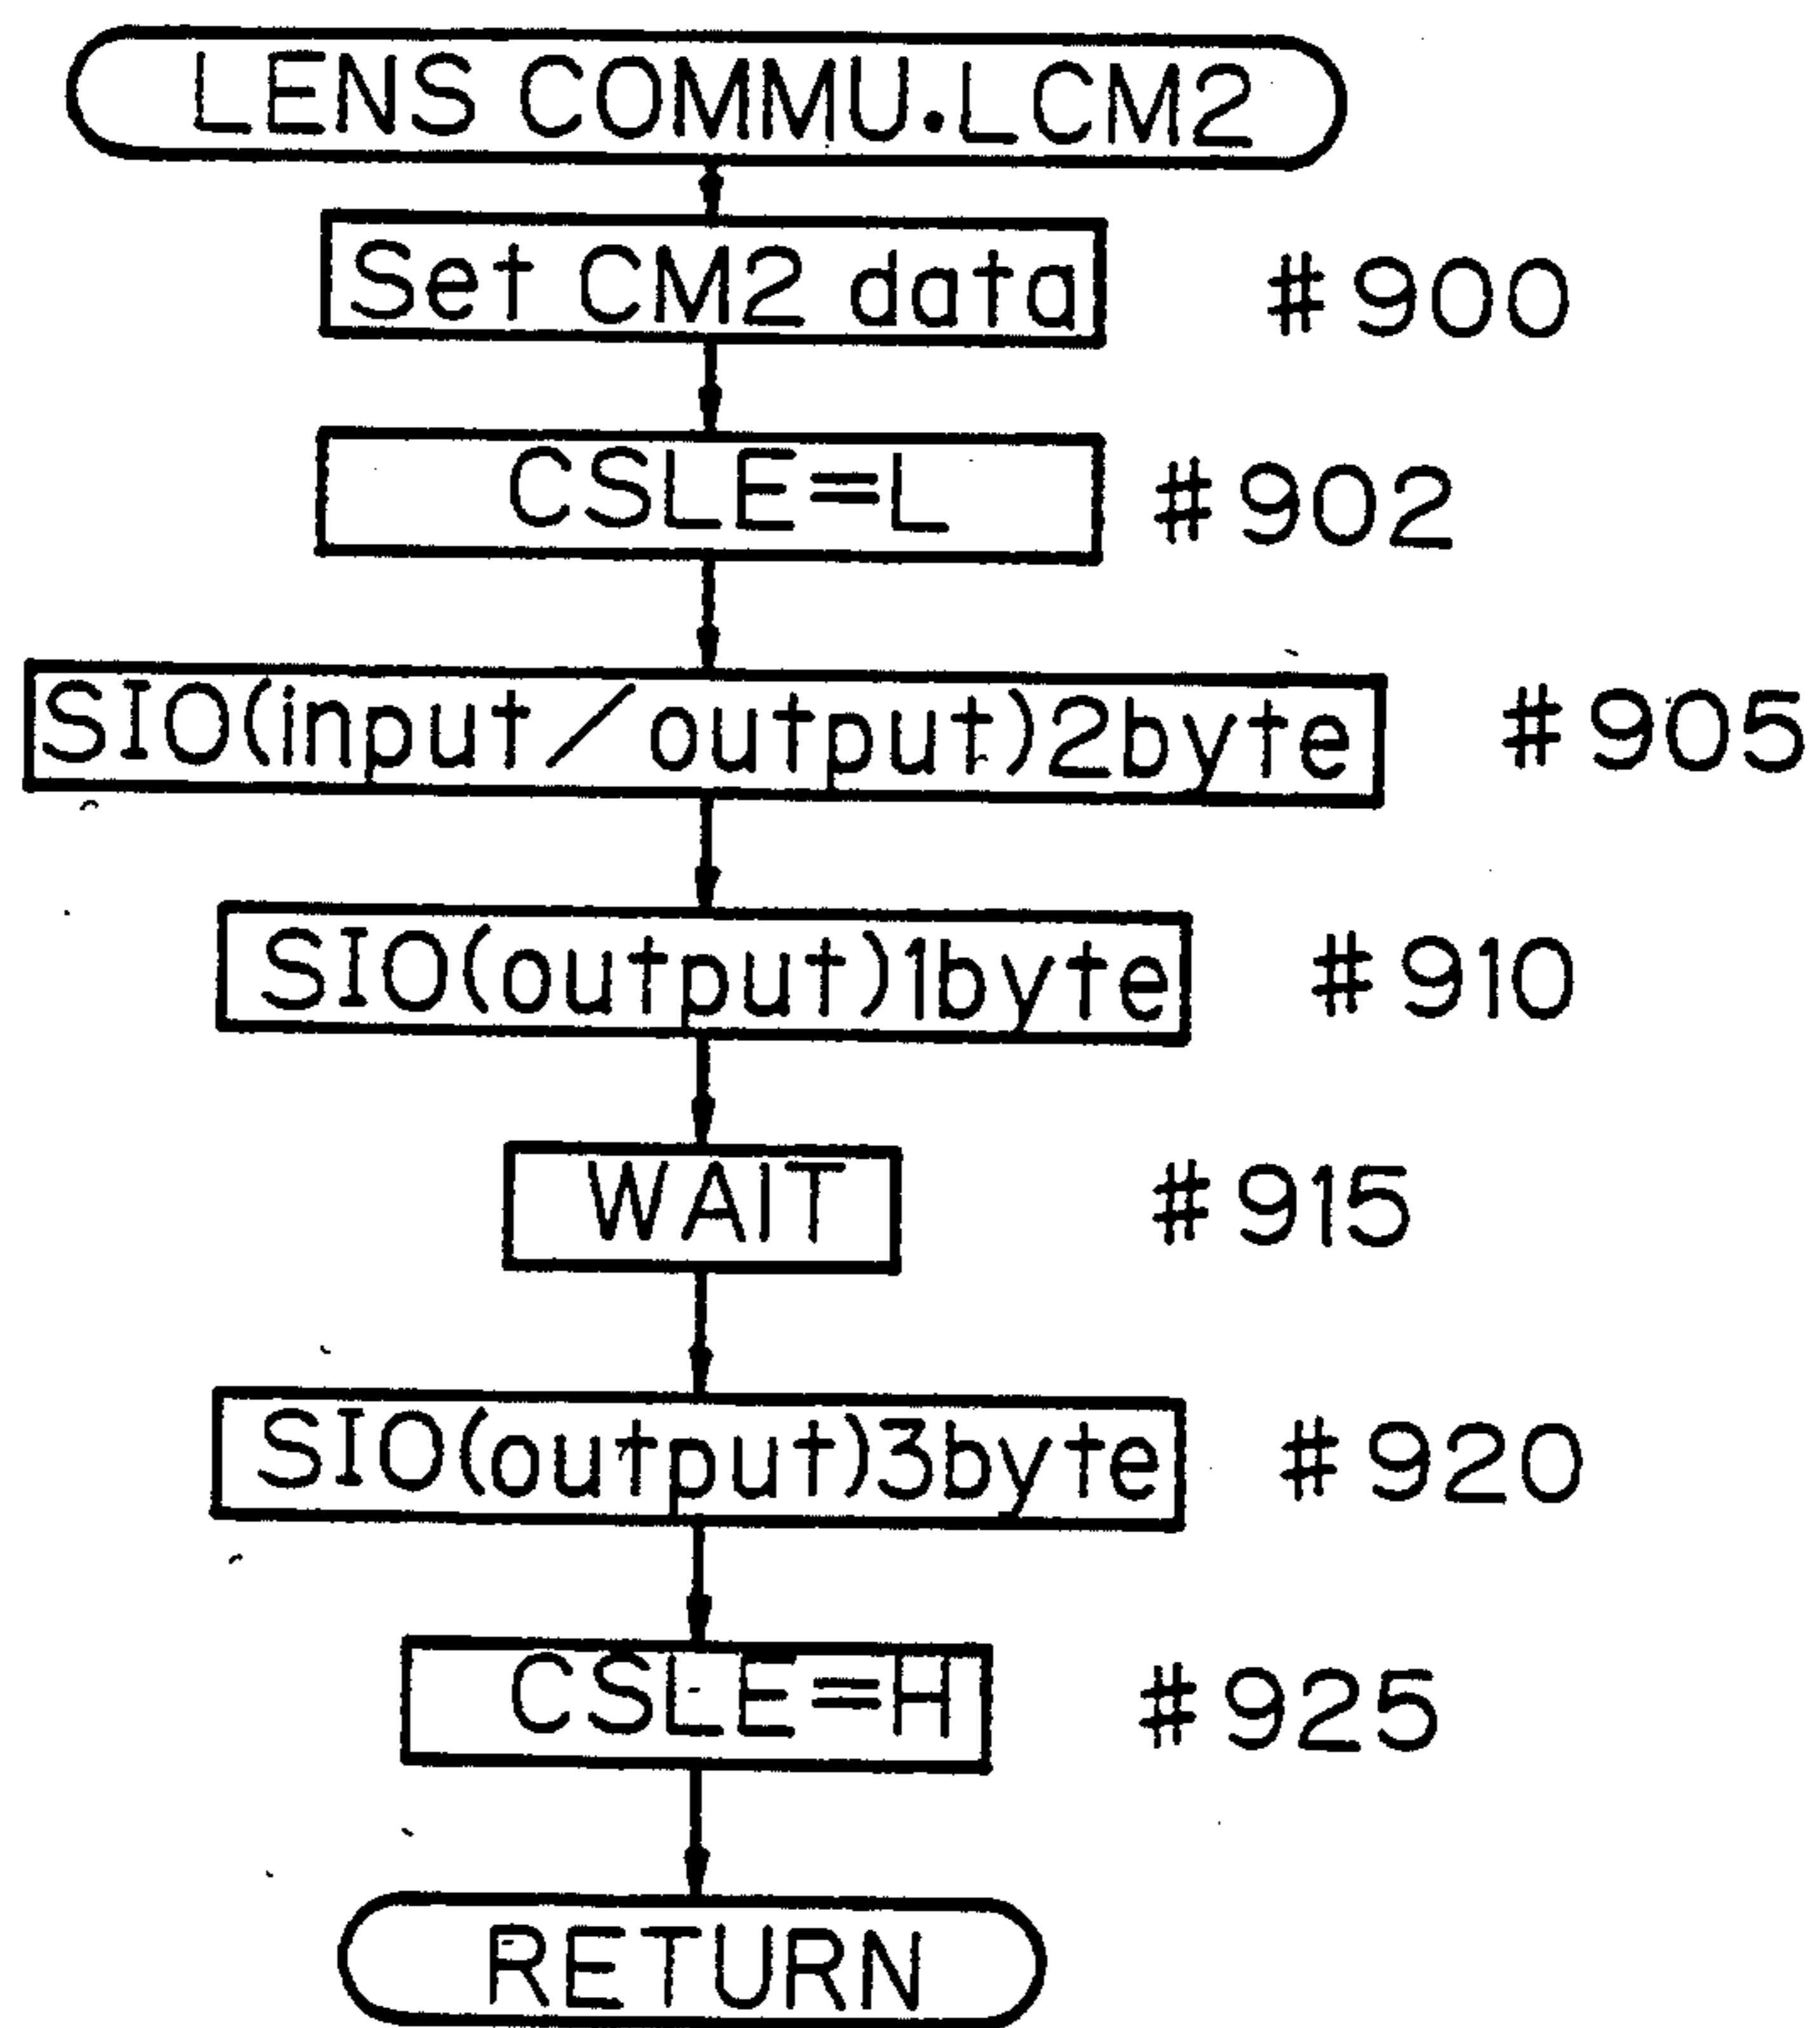 LENS COMMU.LCM2
Set CM2 data #900
CSLE=L #902
SIO(input/output)2byte #905
SIO(output)1byte #910
WAIT #915
SIO(output)3byte #920
CSLE=H #925
RETURN